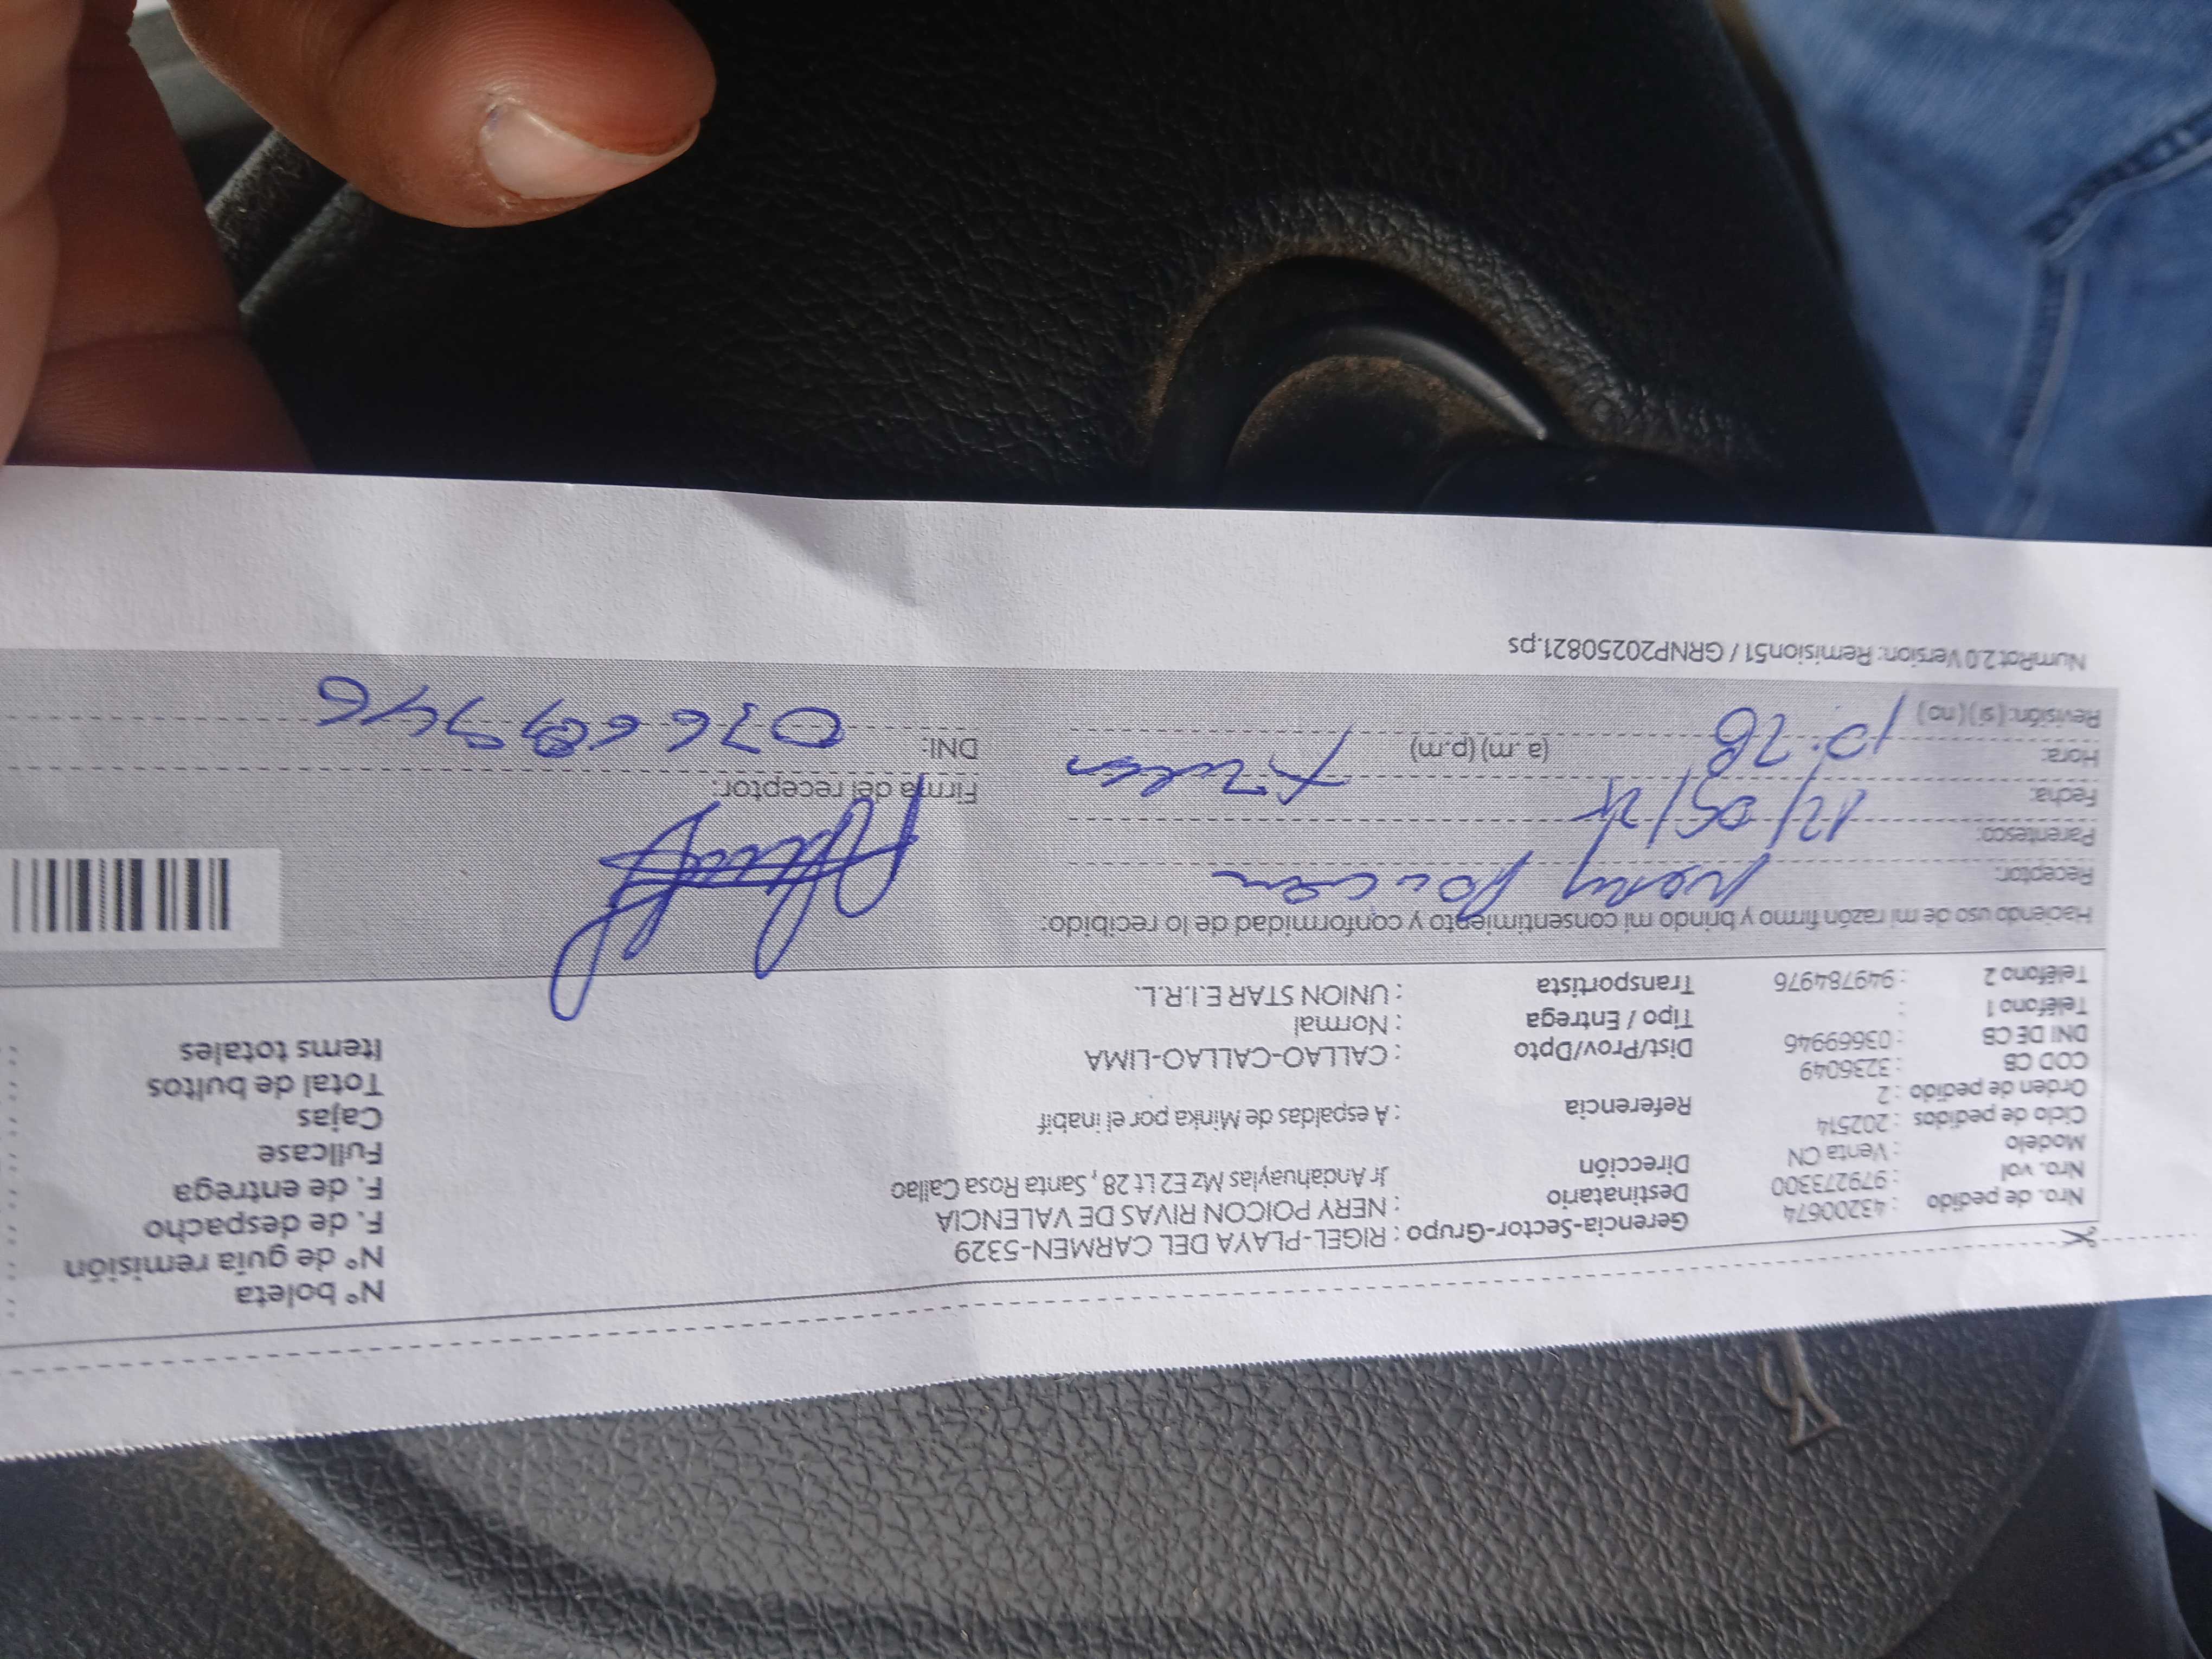 Nº boleta :
Nº de guía remisión :
F. de despacho :
F. de entrega :
Fullcase :
Cajas :
Total de bultos :
Items totales :
Nro. de pedido : 43200674
Nro. vol : 979273300
Modelo : Venta CN
Ciclo de pedidos : 202514
Orden de pedido : 2
COD CB : 3236049
DNI DE CB : 03669946
Teléfono 1 :
Teléfono 2 : 949784976
Gerencia-Sector-Grupo : RIGEL-PLAYA DEL CARMEN-5329
Destinatario : NERY POICON RIVAS DE VALENCIA
Dirección Jr Andahuaylas Mz E2 Lt 28 , Santa Rosa Callao
Referencia : A espaldas de Minka por el inabif
Dist/Prov/Dpto : CALLAO-CALLAO-LIMA
Tipo / Entrega : Normal
Transportista : UNION STAR E.I.R.L.
Haciendo uso de mi razón firmo y brindo mi consentimiento y conformidad de lo recibido:
Receptor: Nery Poicon
Parentesco:
Fecha:
Hora: (a.m) (p.m)
Revisión: (si) (no)
Firma del receptor:
DNI:
NumRot 2.0 Version: Remision51 / GRNP20250821.ps